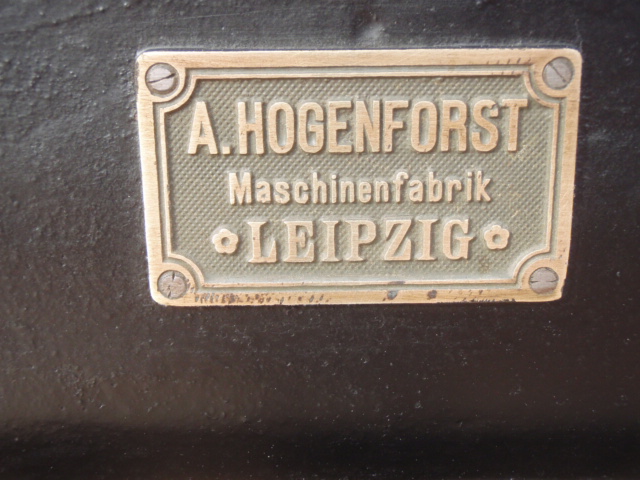 A. HOGENFORST
Maschinenfabrik
LEIPZIG